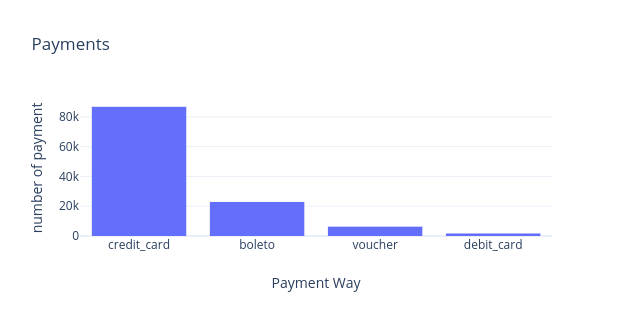 Payments
number of payment
80k
60k
40k
20k
0
credit_card boleto voucher debit_card
Payment Way